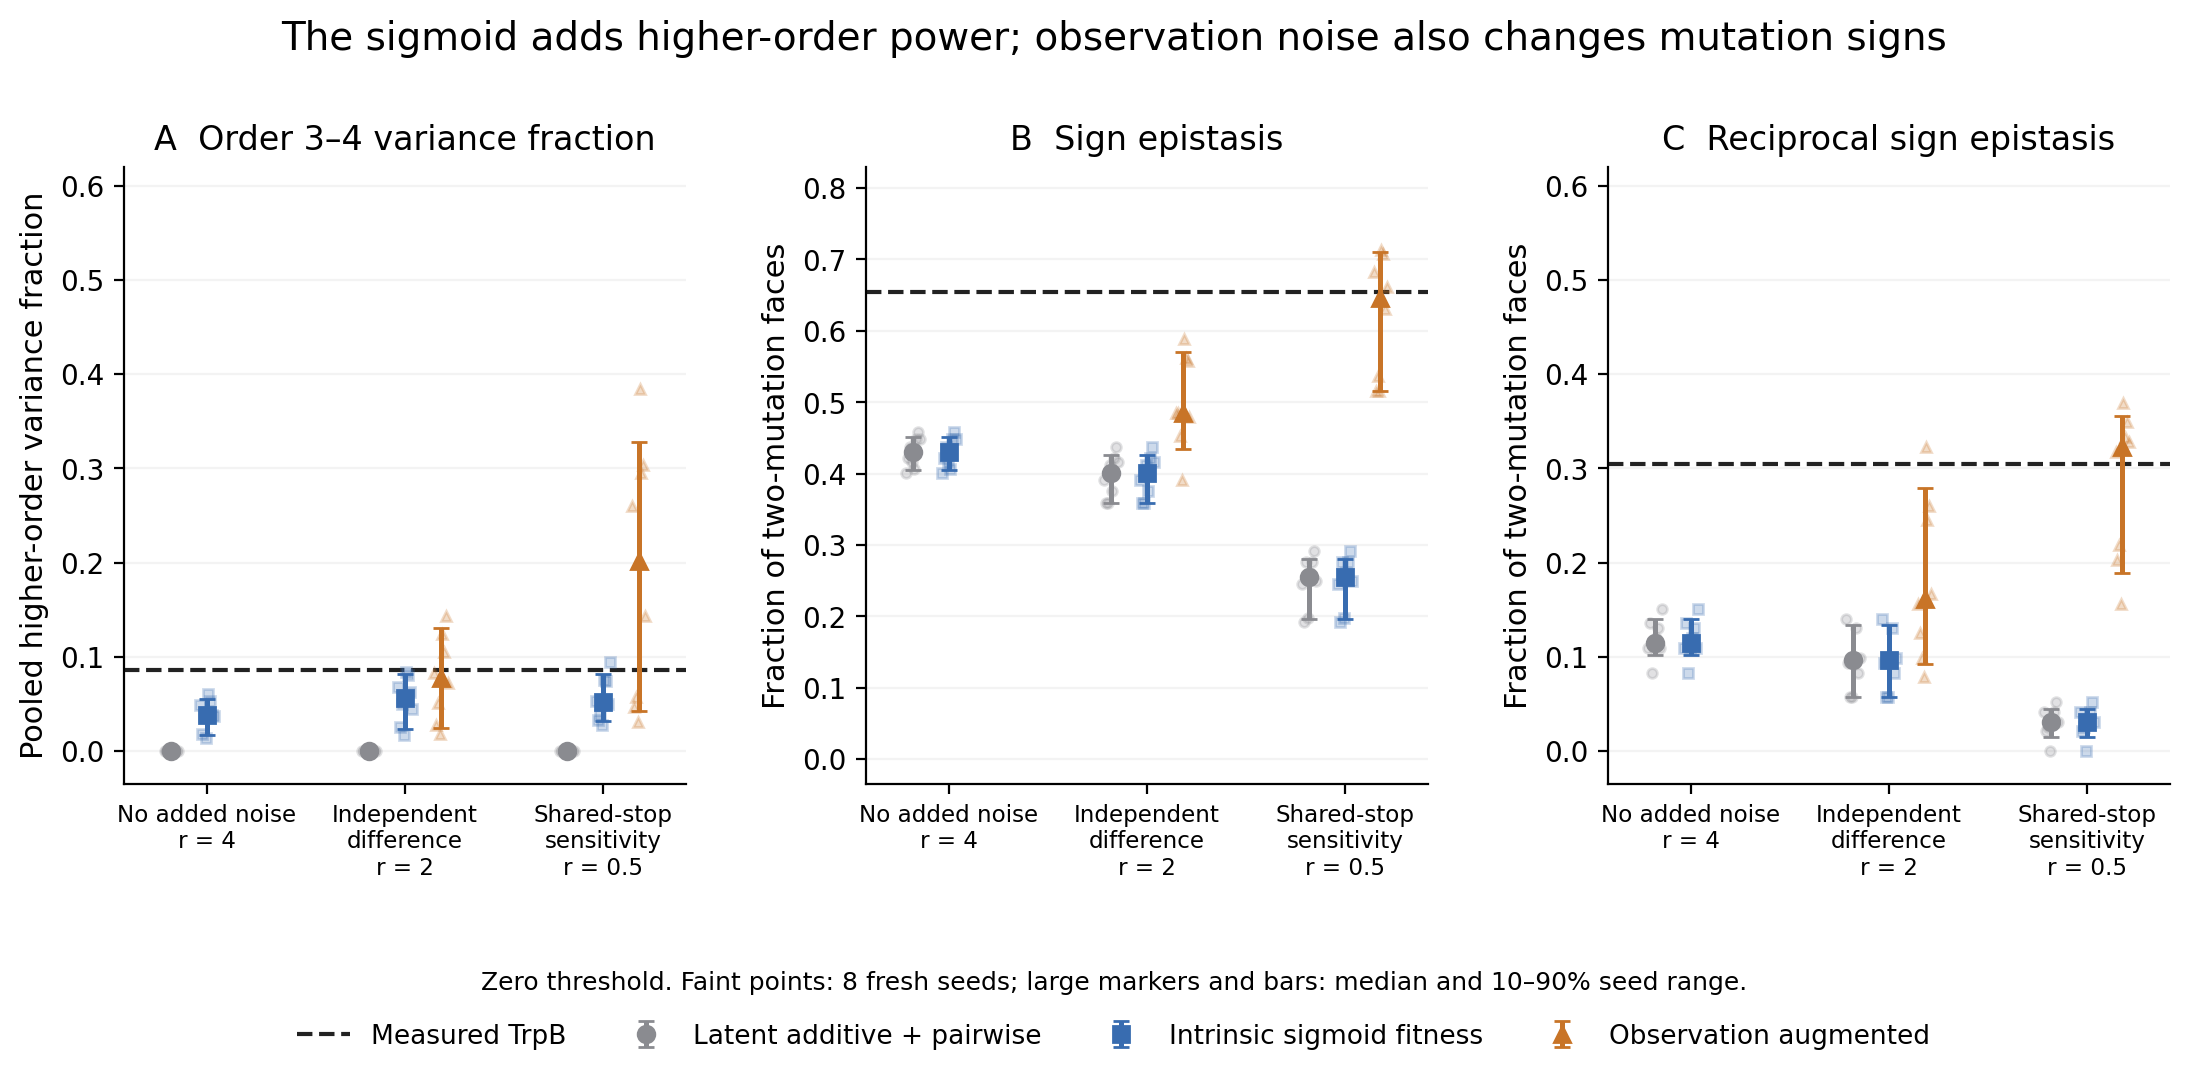 The sigmoid adds higher-order power; observation noise also changes mutation signs
A  Order 3–4 variance fraction
Pooled higher-order variance fraction
0.6
0.5
0.4
0.3
0.2
0.1
0.0
No added noise
r = 4
Independent
difference
r = 2
Shared-stop
sensitivity
r = 0.5
B  Sign epistasis
Fraction of two-mutation faces
0.8
0.7
0.6
0.5
0.4
0.3
0.2
0.1
0.0
No added noise
r = 4
Independent
difference
r = 2
Shared-stop
sensitivity
r = 0.5
C  Reciprocal sign epistasis
Fraction of two-mutation faces
0.6
0.5
0.4
0.3
0.2
0.1
0.0
No added noise
r = 4
Independent
difference
r = 2
Shared-stop
sensitivity
r = 0.5
Zero threshold. Faint points: 8 fresh seeds; large markers and bars: median and 10–90% seed range.
Measured TrpB
Latent additive + pairwise
Intrinsic sigmoid fitness
Observation augmented